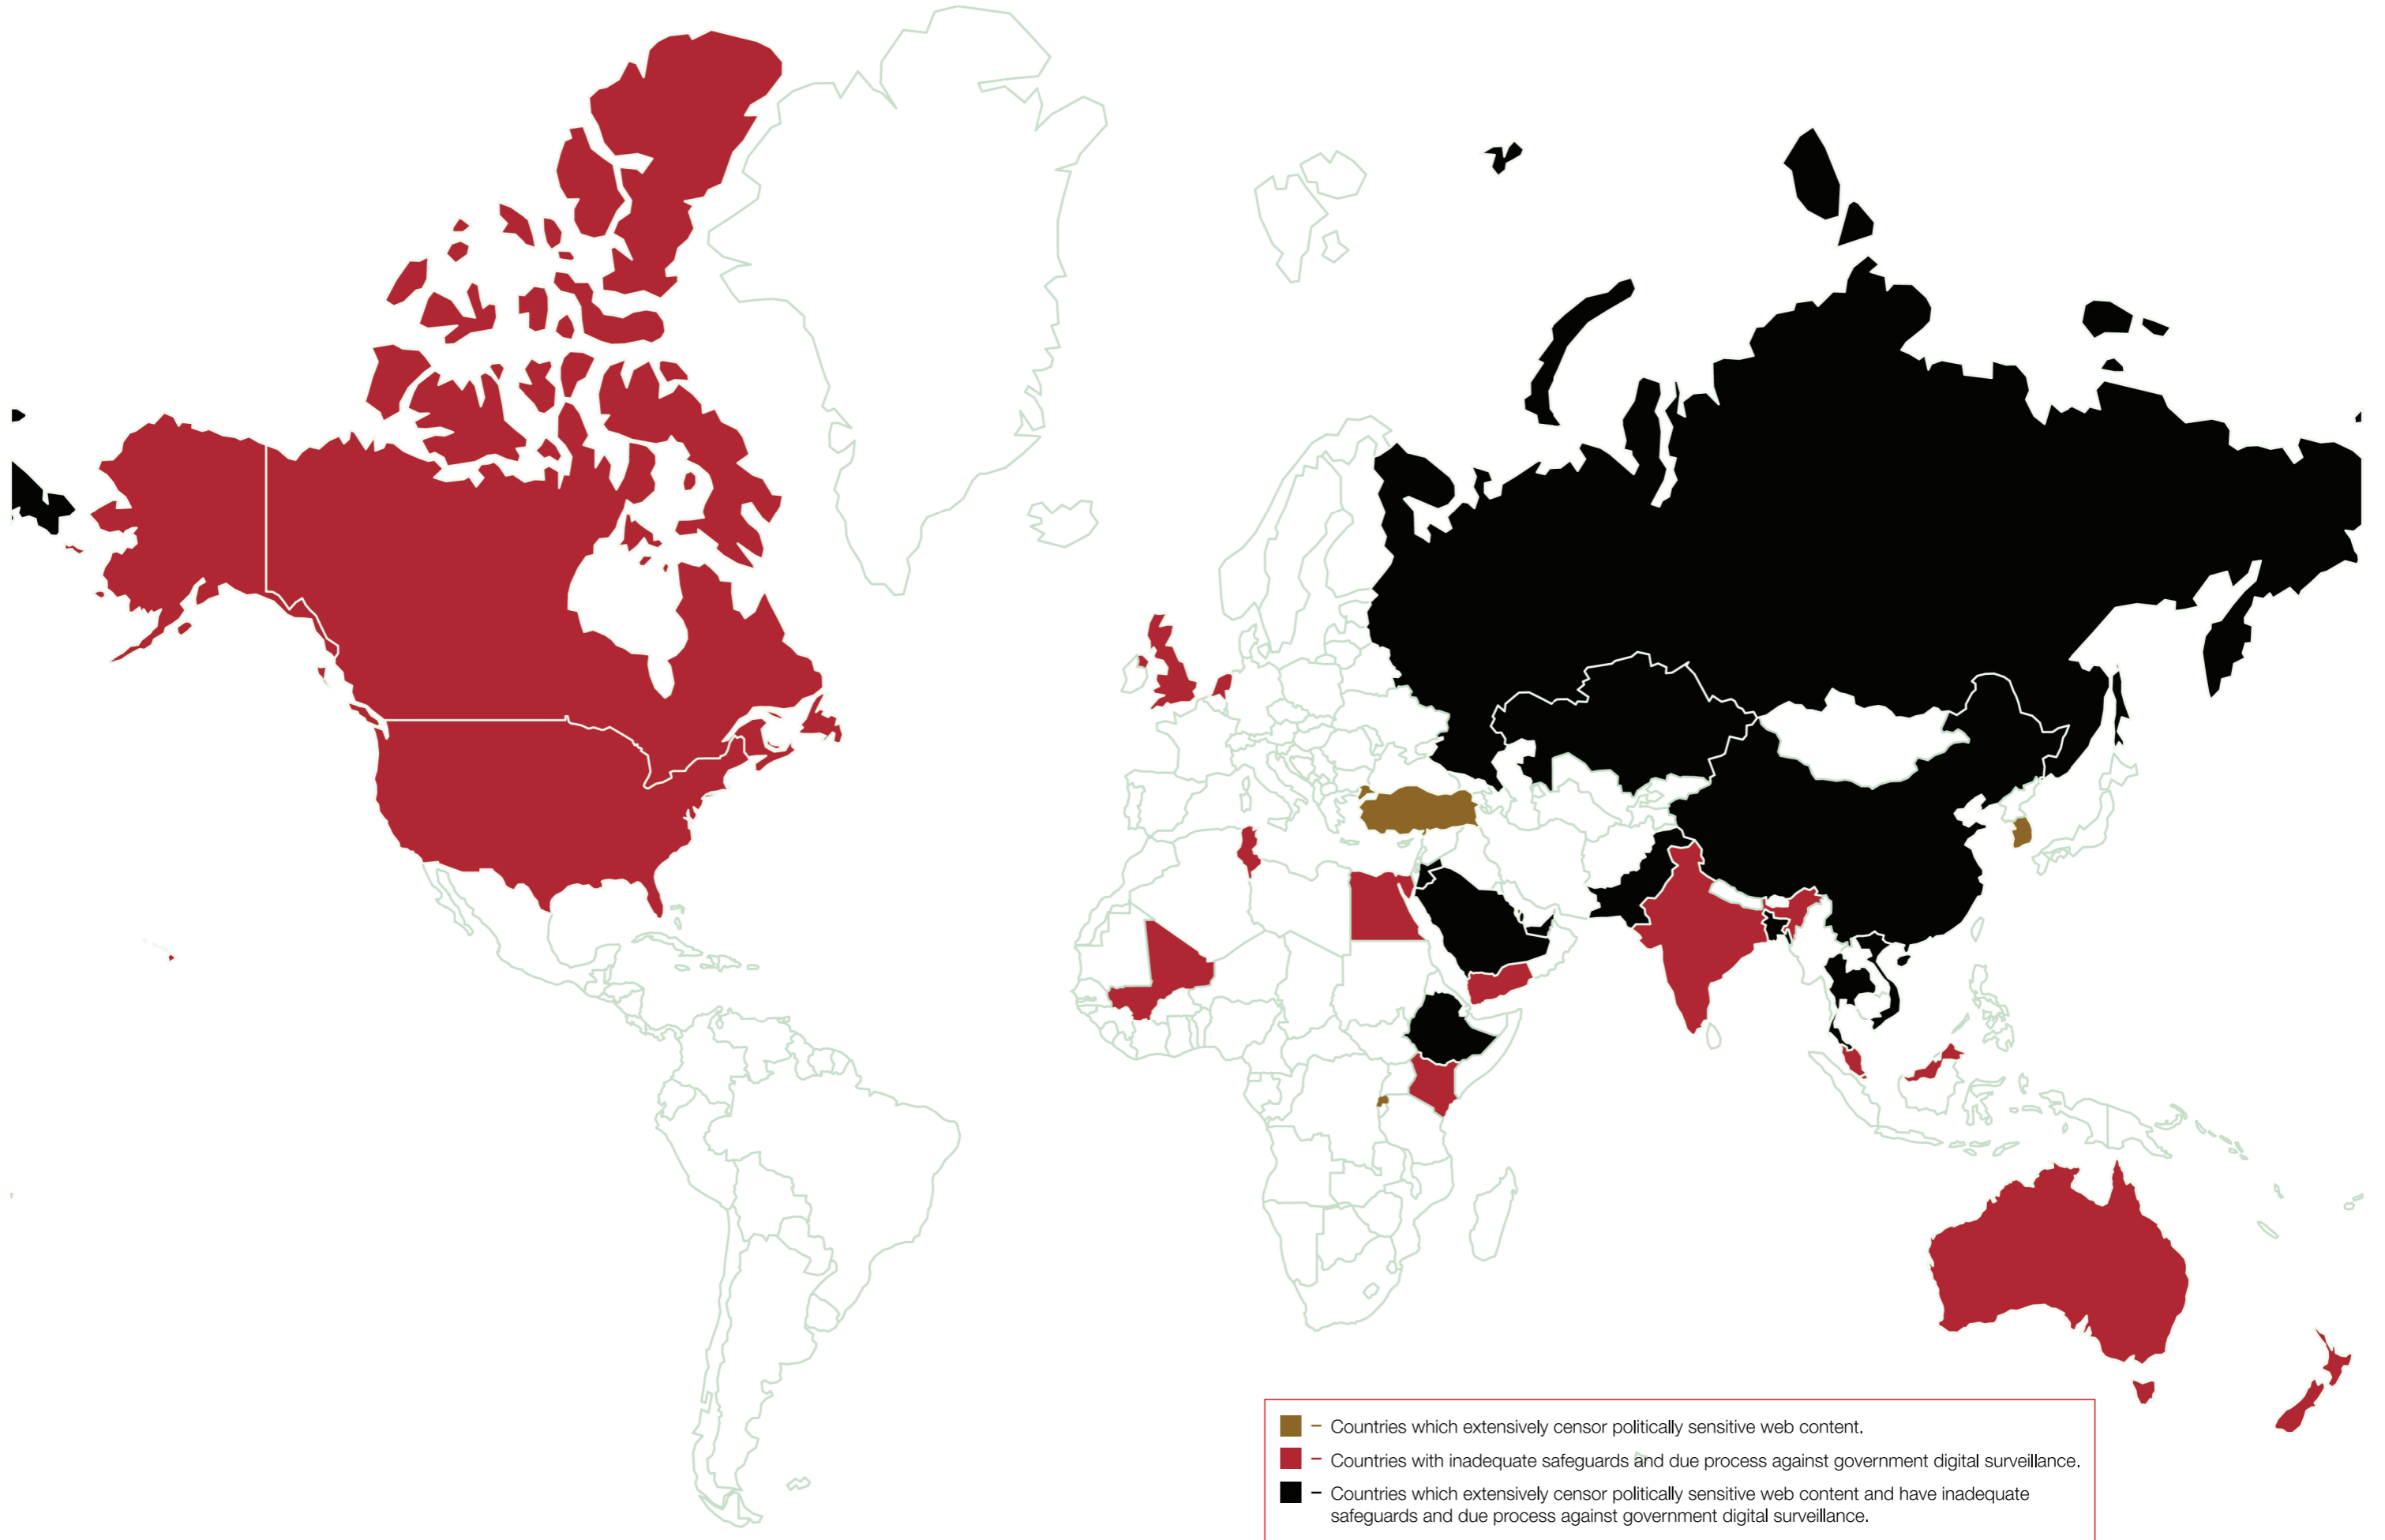 – Countries which extensively censor politically sensitive web content.
– Countries with inadequate safeguards and due process against government digital surveillance.
– Countries which extensively censor politically sensitive web content and have inadequate
safeguards and due process against government digital surveillance.